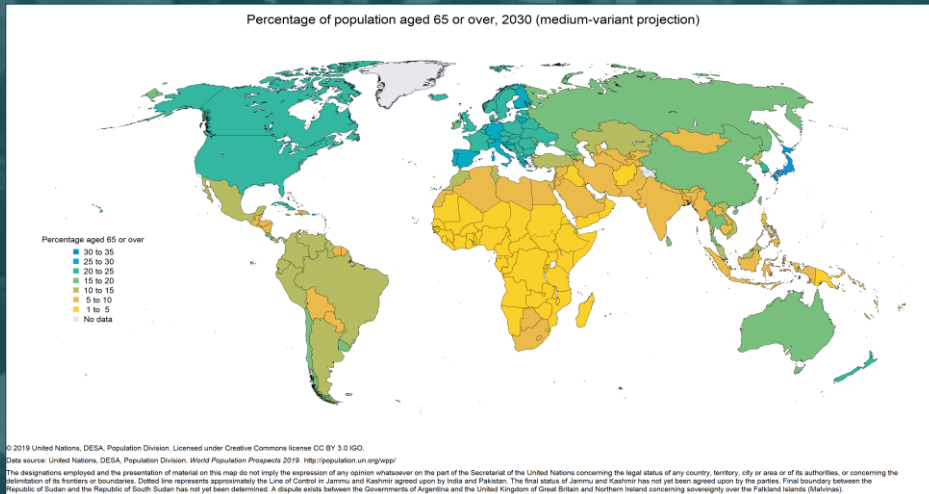 Percentage of population aged 65 or over, 2030 (medium-variant projection)
Percentage aged 65 or over
30 to 35
25 to 30
20 to 25
15 to 20
10 to 15
5 to 10
1 to 5
No data
© 2019 United Nations, DESA, Population Division. Licensed under Creative Commons license CC BY 3.0 IGO.
Data source: United Nations, DESA, Population Division. World Population Prospects 2019. http://population.un.org/wpp/
The designations employed and the presentation of material on this map do not imply the expression of any opinion whatsoever on the part of the Secretariat of the United Nations concerning the legal status of any country, territory, city or area or of its authorities, or concerning the
delimitation of its frontiers or boundaries. Dotted line represents approximately the Line of Control in Jammu and Kashmir agreed upon by India and Pakistan. The final status of Jammu and Kashmir has not yet been agreed upon by the parties. Final boundary between the
Republic of Sudan and the Republic of South Sudan has not yet been determined. A dispute exists between the Governments of Argentina and the United Kingdom of Great Britain and Northern Ireland concerning sovereignty over the Falkland Islands (Malvinas).